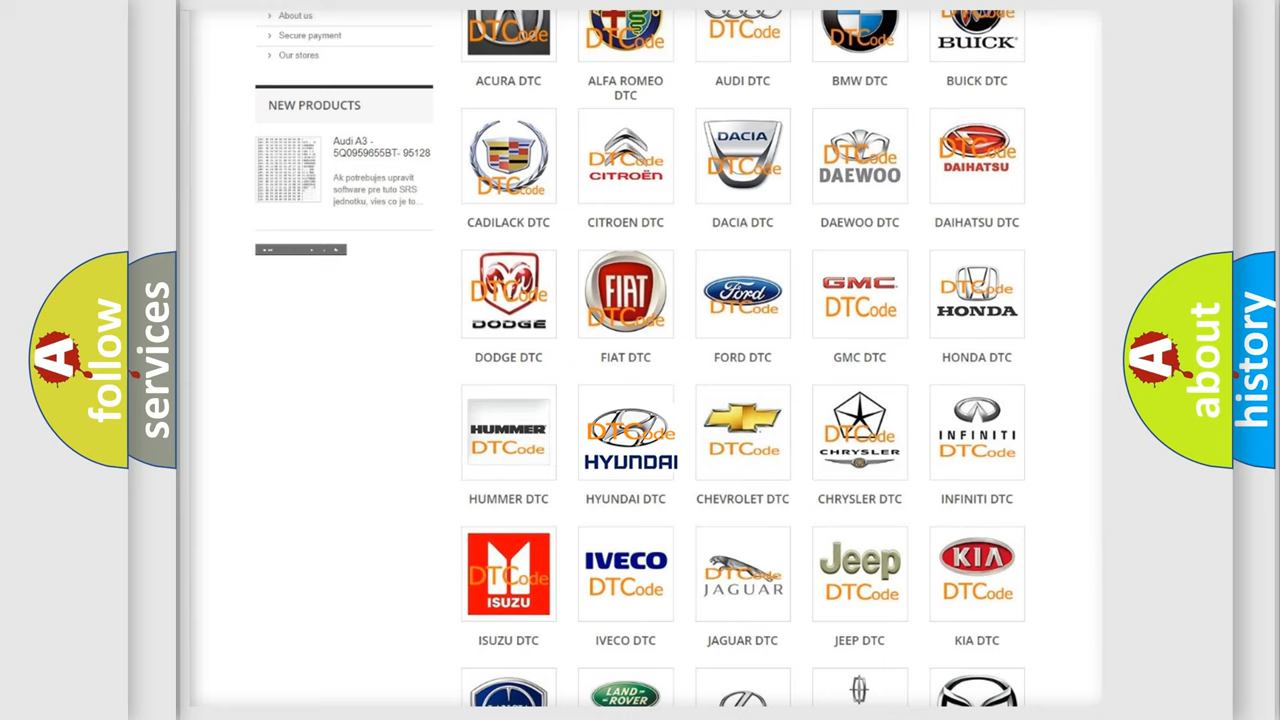 About us
Secure payment
Our stores
NEW PRODUCTS
Audi A3 -
5Q0959655BT- 95128
Ak potrebujes upravit
software pre tuto SRS
jednotku, vies co je to...
DTCode
DTCode
DTCode
DTCode
BUICK
ACURA DTC
ALFA ROMEO
DTC
AUDI DTC
BMW DTC
BUICK DTC
DTCode
DTCode
CITROËN
DACIA
DTCode
DTCode
DAEWOO
DTCode
DAIHATSU
CADILACK DTC
CITROEN DTC
DACIA DTC
DAEWOO DTC
DAIHATSU DTC
DTCode
DODGE
FIAT
DTCode
Ford
DTCode
GMC
DTCode
DTCode
HONDA
DODGE DTC
FIAT DTC
FORD DTC
GMC DTC
HONDA DTC
HUMMER
DTCode
DTCode
HYUNDAI
DTCode
DTCode
CHRYSLER
INFINITI
DTCode
HUMMER DTC
HYUNDAI DTC
CHEVROLET DTC
CHRYSLER DTC
INFINITI DTC
DTCode
ISUZU
IVECO
DTCode
DTCode
JAGUAR
Jeep
DTCode
KIA
DTCode
ISUZU DTC
IVECO DTC
JAGUAR DTC
JEEP DTC
KIA DTC
LAND-
ROVER
A
follow
services
A
about
history